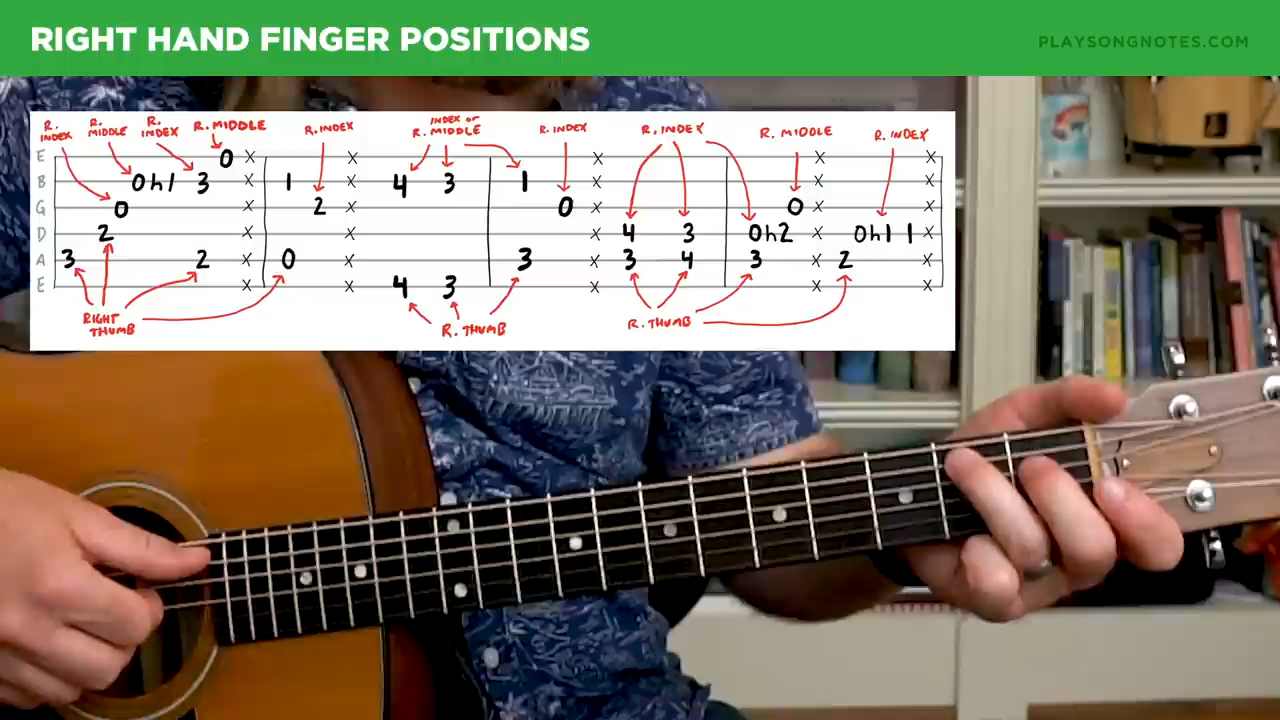 RIGHT HAND FINGER POSITIONS
PLAYSONGNOTES.COM
R. INDEX R. MIDDLE R. INDEX R. MIDDLE R. INDEX INDEX or R. MIDDLE R. INDEX R. INDEX R. MIDDLE R. INDEX
E 0 X X X X X
B 0h1 3 X 1 X 4 3 1 X X X
G 0 X 2 X 0 X 0 X X
D 2 X X X 4 3 0h2 X 0h1 1 X
A 3 2 X 0 X 3 X 3 4 3 X 2 X
E X X 4 3 X X X
RIGHT THUMB R. THUMB R. THUMB